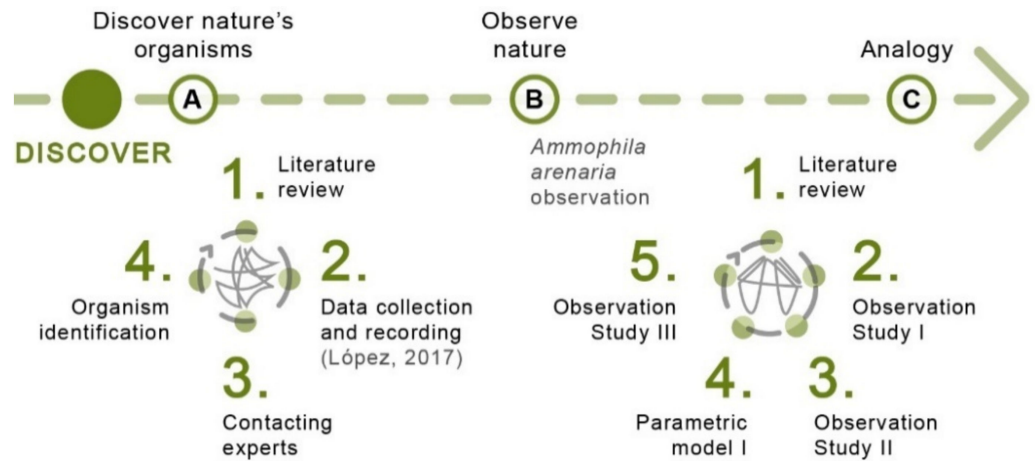 Discover nature's
organisms
Observe
nature
Analogy
A
B
C
DISCOVER
Ammophila
arenaria
observation
1. Literature
review
2.
Data collection
and recording
(López, 2017)
3.
Contacting
experts
4.
Organism
identification
1. Literature
review
2.
Observation
Study I
3.
Observation
Study II
4.
Parametric
model I
5.
Observation
Study III